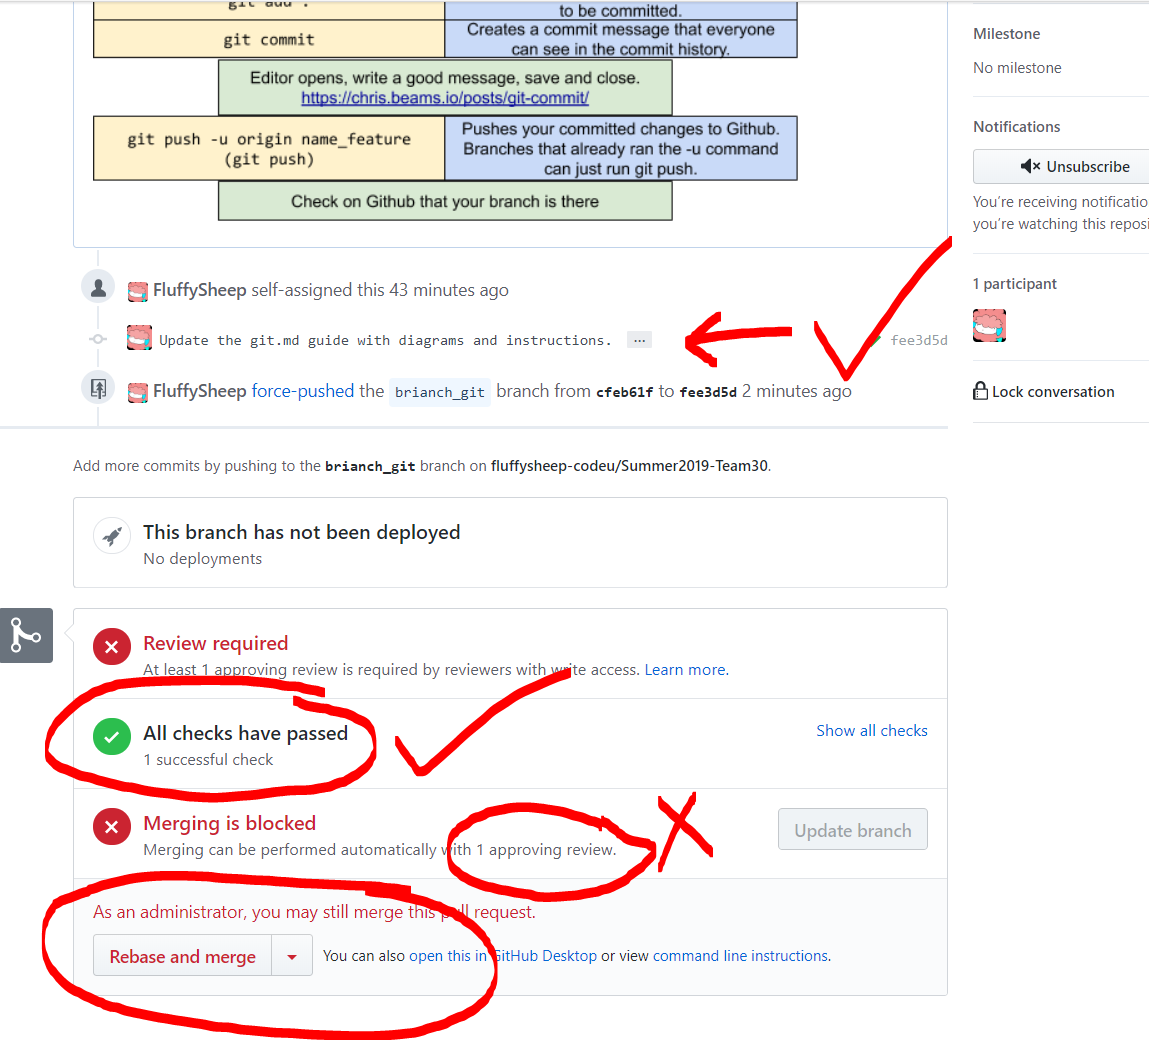 git add .
to be committed.
git commit
Creates a commit message that everyone
can see in the commit history.
Editor opens, write a good message, save and close.
https://chris.beams.io/posts/git-commit/
git push -u origin name_feature
(git push)
Pushes your committed changes to Github.
Branches that already ran the -u command
can just run git push.
Check on Github that your branch is there
FluffySheep self-assigned this 43 minutes ago
Update the git.md guide with diagrams and instructions. ... fee3d5d
FluffySheep force-pushed the brianch_git branch from cfeb61f to fee3d5d 2 minutes ago
Add more commits by pushing to the brianch_git branch on fluffysheep-codeu/Summer2019-Team30.
This branch has not been deployed
No deployments
Review required
At least 1 approving review is required by reviewers with write access. Learn more.
All checks have passed
1 successful check
Show all checks
Merging is blocked
Merging can be performed automatically with 1 approving review.
Update branch
As an administrator, you may still merge this pull request.
Rebase and merge
You can also open this in GitHub Desktop or view command line instructions.
Milestone
No milestone
Notifications
Unsubscribe
You're receiving notificatio
you're watching this reposi
1 participant
Lock conversation